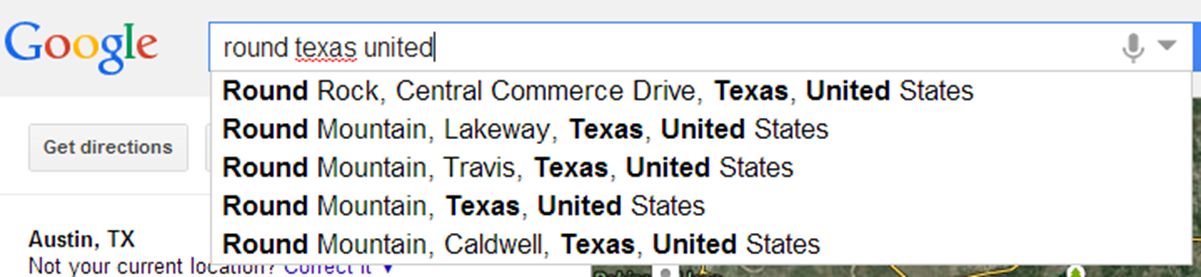 Google
round texas united
Round Rock, Central Commerce Drive, Texas, United States
Round Mountain, Lakeway, Texas, United States
Get directions
Round Mountain, Travis, Texas, United States
Round Mountain, Texas, United States
Round Mountain, Caldwell, Texas, United States
Austin, TX
Not your current location? Correct it ▼